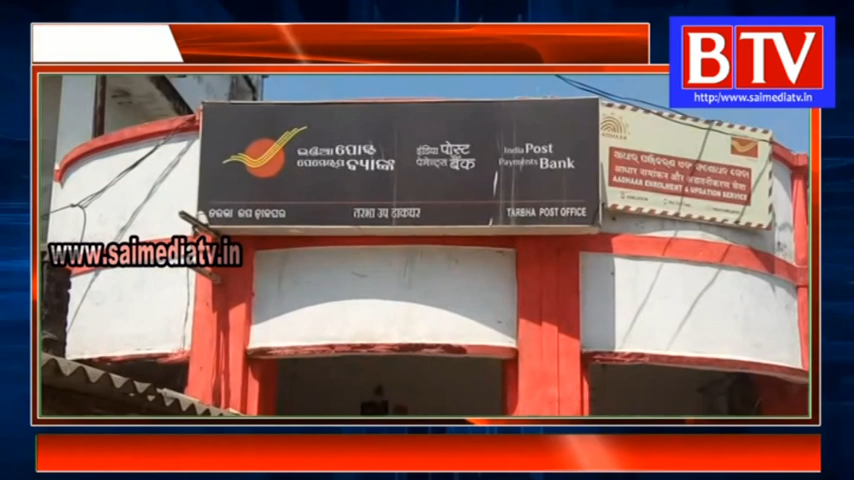 BTV
http:/www.saimediatv.in
ଇଣ୍ଡିଆ ପୋଷ୍ଟ
ପେମେଣ୍ଟସ ବ୍ୟାଙ୍କ
इंडिया पोस्ट
पेमेंट्स बैंक
India Post
Payments Bank
ତରଭା ଉପ ଡାକଘର
तरभा उप डाकघर
TARBHA POST OFFICE
AADHAAR
आधार नामांकन और अद्यतनीकरण सेवा
AADHAAR ENROLMENT & UPDATION SERVICE
www.saimediatv.in